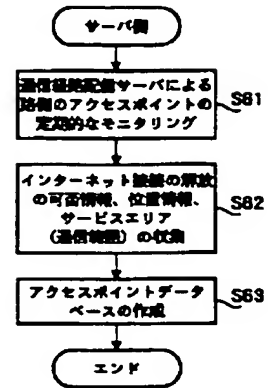 サーバ側
通信経路配信サーバによる
路側のアクセスポイントの
定期的なモニタリング
S61
インターネット接続の解放
の可否情報、位置情報、
サービスエリア
(通信範囲)の収集
S62
アクセスポイントデータ
ベースの作成
S63
エンド